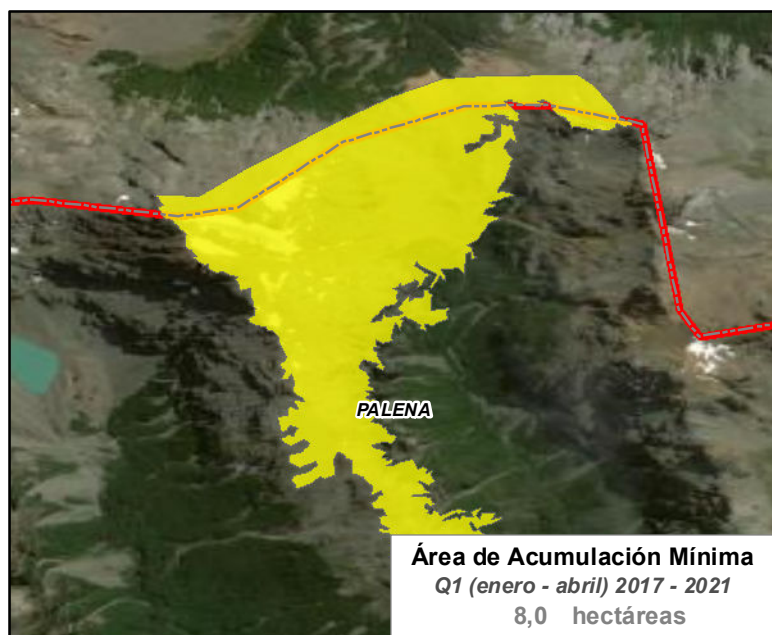 PALENA
Área de Acumulación Mínima
Q1 (enero - abril) 2017 - 2021
8,0 hectáreas